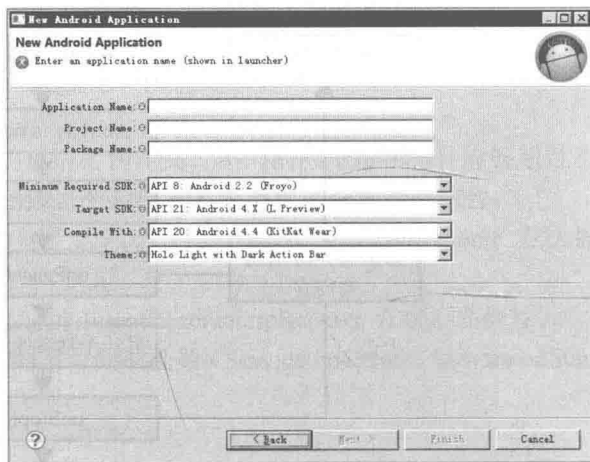 New Android Application
New Android Application
Enter an application name (shown in launcher)
Application Name:
Project Name:
Package Name:
Minimum Required SDK: API 8: Android 2.2 (Froyo)
Target SDK: API 21: Android 4.X (L Preview)
Compile With: API 20: Android 4.4 (KitKat Wear)
Theme: Holo Light with Dark Action Bar
< Back
Next >
Finish
Cancel